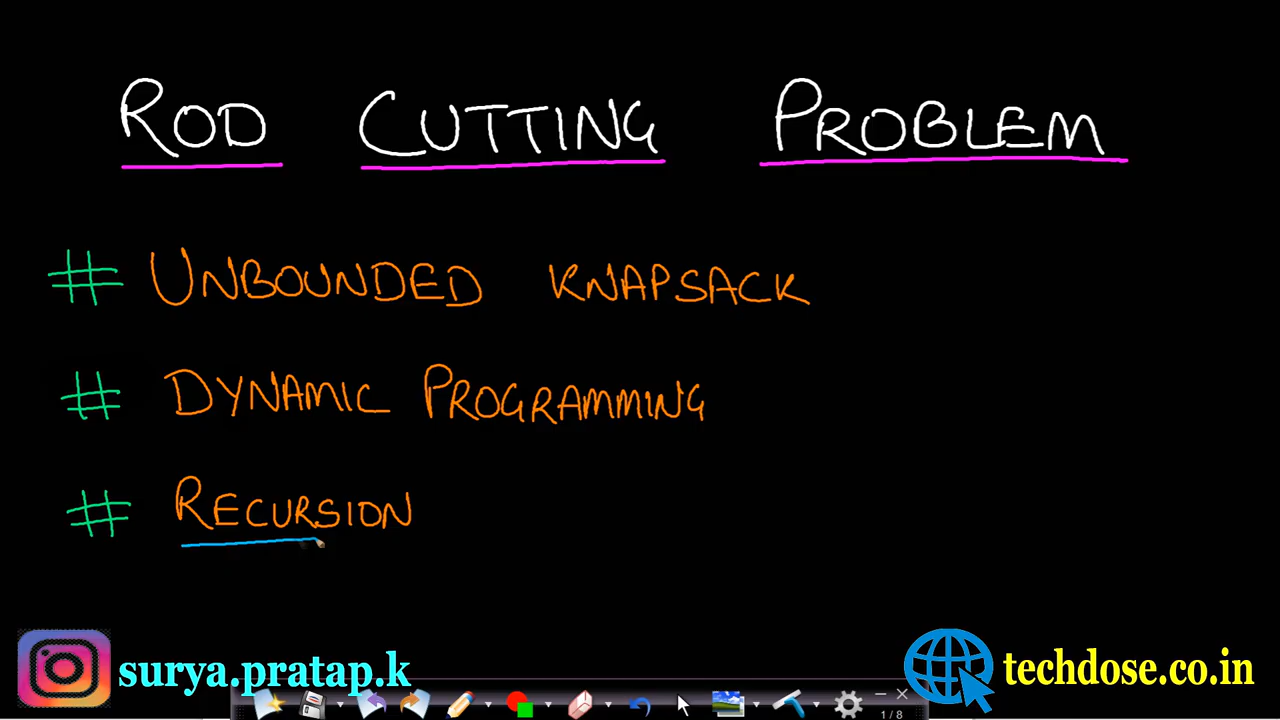 ROD CUTTING PROBLEM
# UNBOUNDED KNAPSACK
# DYNAMIC PROGRAMMING
# RECURSION
surya.pratap.k
techdose.co.in
1/8